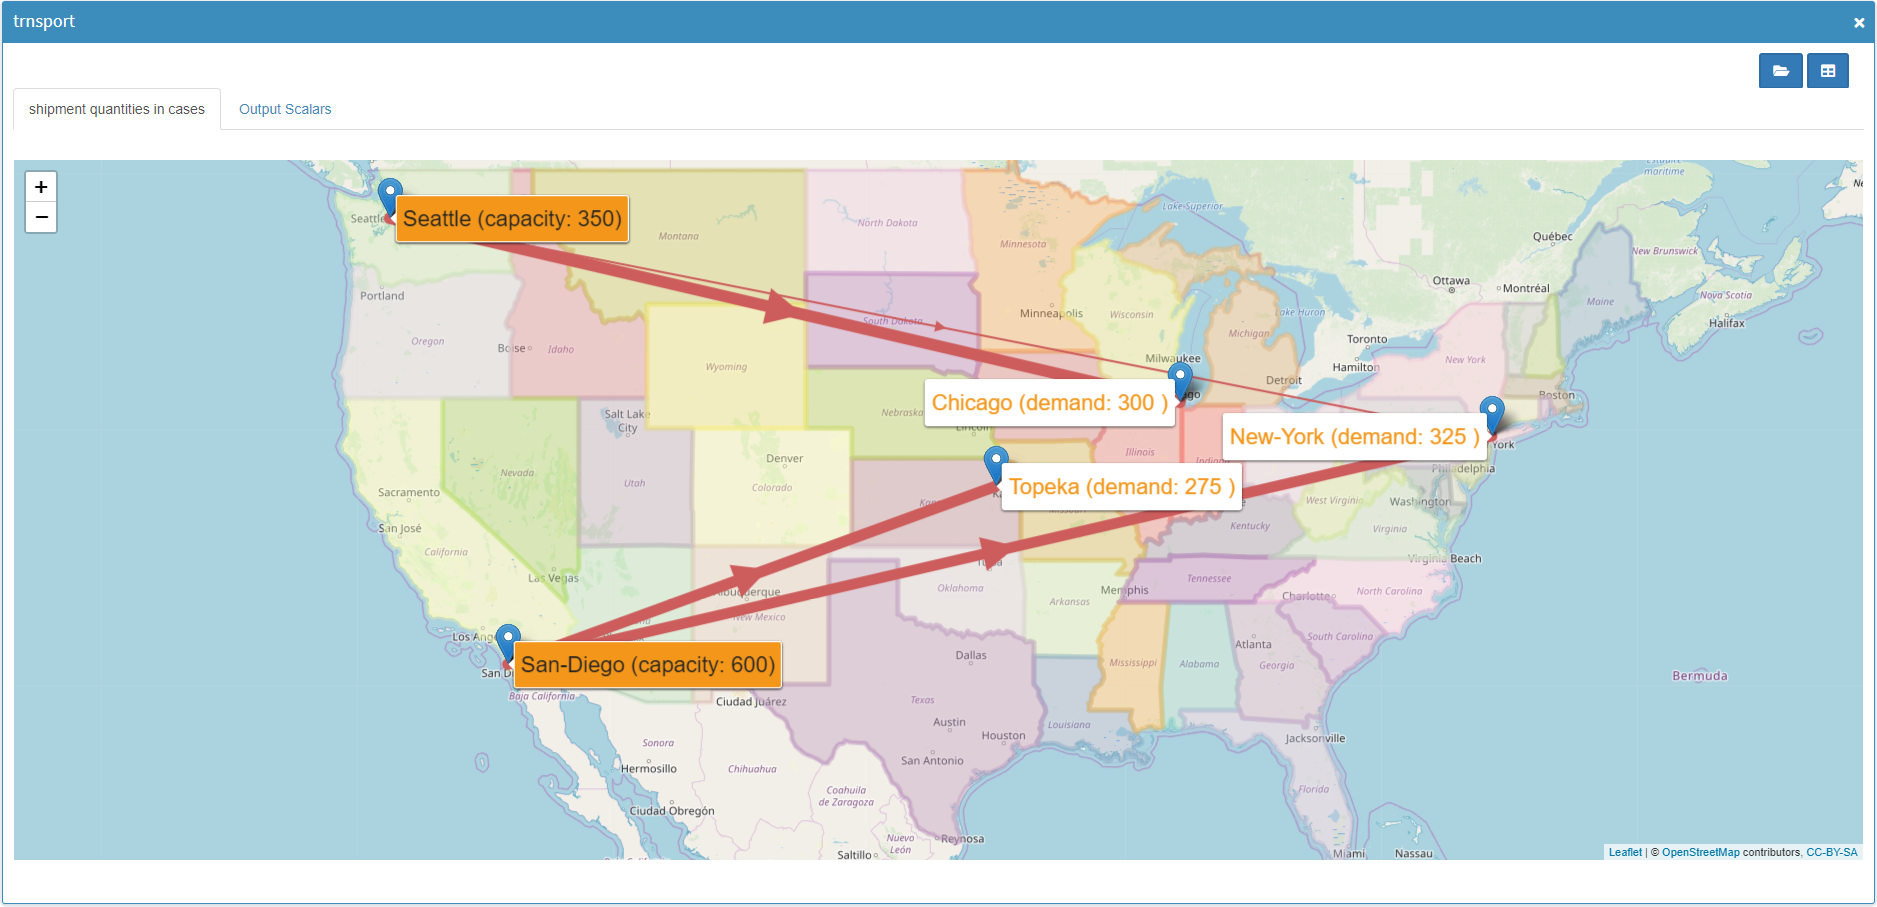 trnsport
×
shipment quantities in cases
Output Scalars
+
−
Seattle
Seattle (capacity: 350)
Montana
North Dakota
Minnesota
Lake Superior
Québec
New Brunswick
Ottawa
Montréal
Maine
Nova Scotia
Halifax
Portland
Oregon
Idaho
Wyoming
South Dakota
Minneapolis
Wisconsin
Michigan
Lake Huron
Toronto
Hamilton
New York
Milwaukee
Detroit
Boston
Chicago (demand: 300 )
New-York (demand: 325 )
York
Salt Lake
City
Nebraska
Lincoln
Illinois
Philadelphia
Denver
Nevada
Utah
Colorado
Topeka (demand: 275 )
Sacramento
San José
California
West Virginia
Washington
Virginia
Kentucky
Virginia Beach
Las Vegas
Oklahoma
Arkansas
Memphis
Tennessee
Charlotte
North Carolina
New Mexico
San-Diego (capacity: 600)
Baja California
Ciudad Juárez
Dallas
Mississippi
Alabama
Atlanta
Georgia
South Carolina
Bermuda
Texas
Austin
Houston
San Antonio
Louisiana
Jacksonville
Sonora
Hermosillo
Chihuahua
Coahuila
de Zaragoza
Ciudad Obregón
Nuevo
León
Reynosa
Saltillo
Florida
Miami
Nassau
Leaflet | © OpenStreetMap contributors, CC-BY-SA